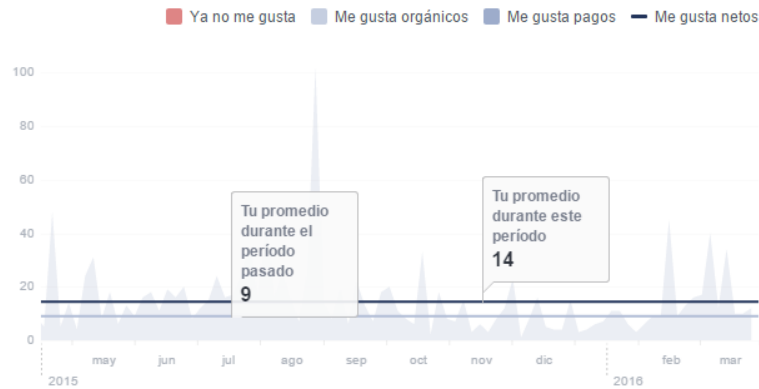 Ya no me gusta Me gusta orgánicos Me gusta pagos Me gusta netos
100
80
60
40
20
0
Tu promedio
durante el
período
pasado
9
Tu promedio
durante este
período
14
may jun jul ago sep oct nov dic feb mar
2015 2016